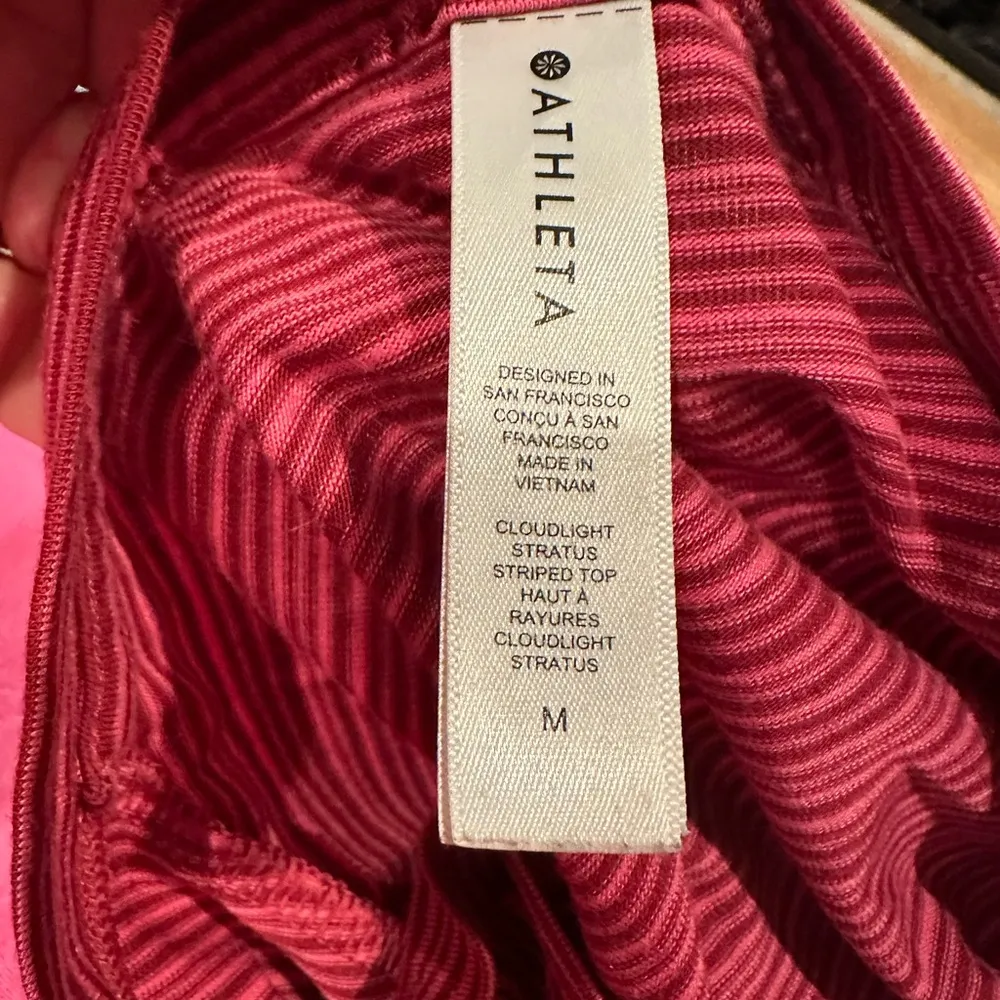 ATHLETA
DESIGNED IN
SAN FRANCISCO
CONÇU À SAN
FRANCISCO
MADE IN
VIETNAM
CLOUDLIGHT
STRATUS
STRIPED TOP
HAUT À
RAYURES
CLOUDLIGHT
STRATUS
M